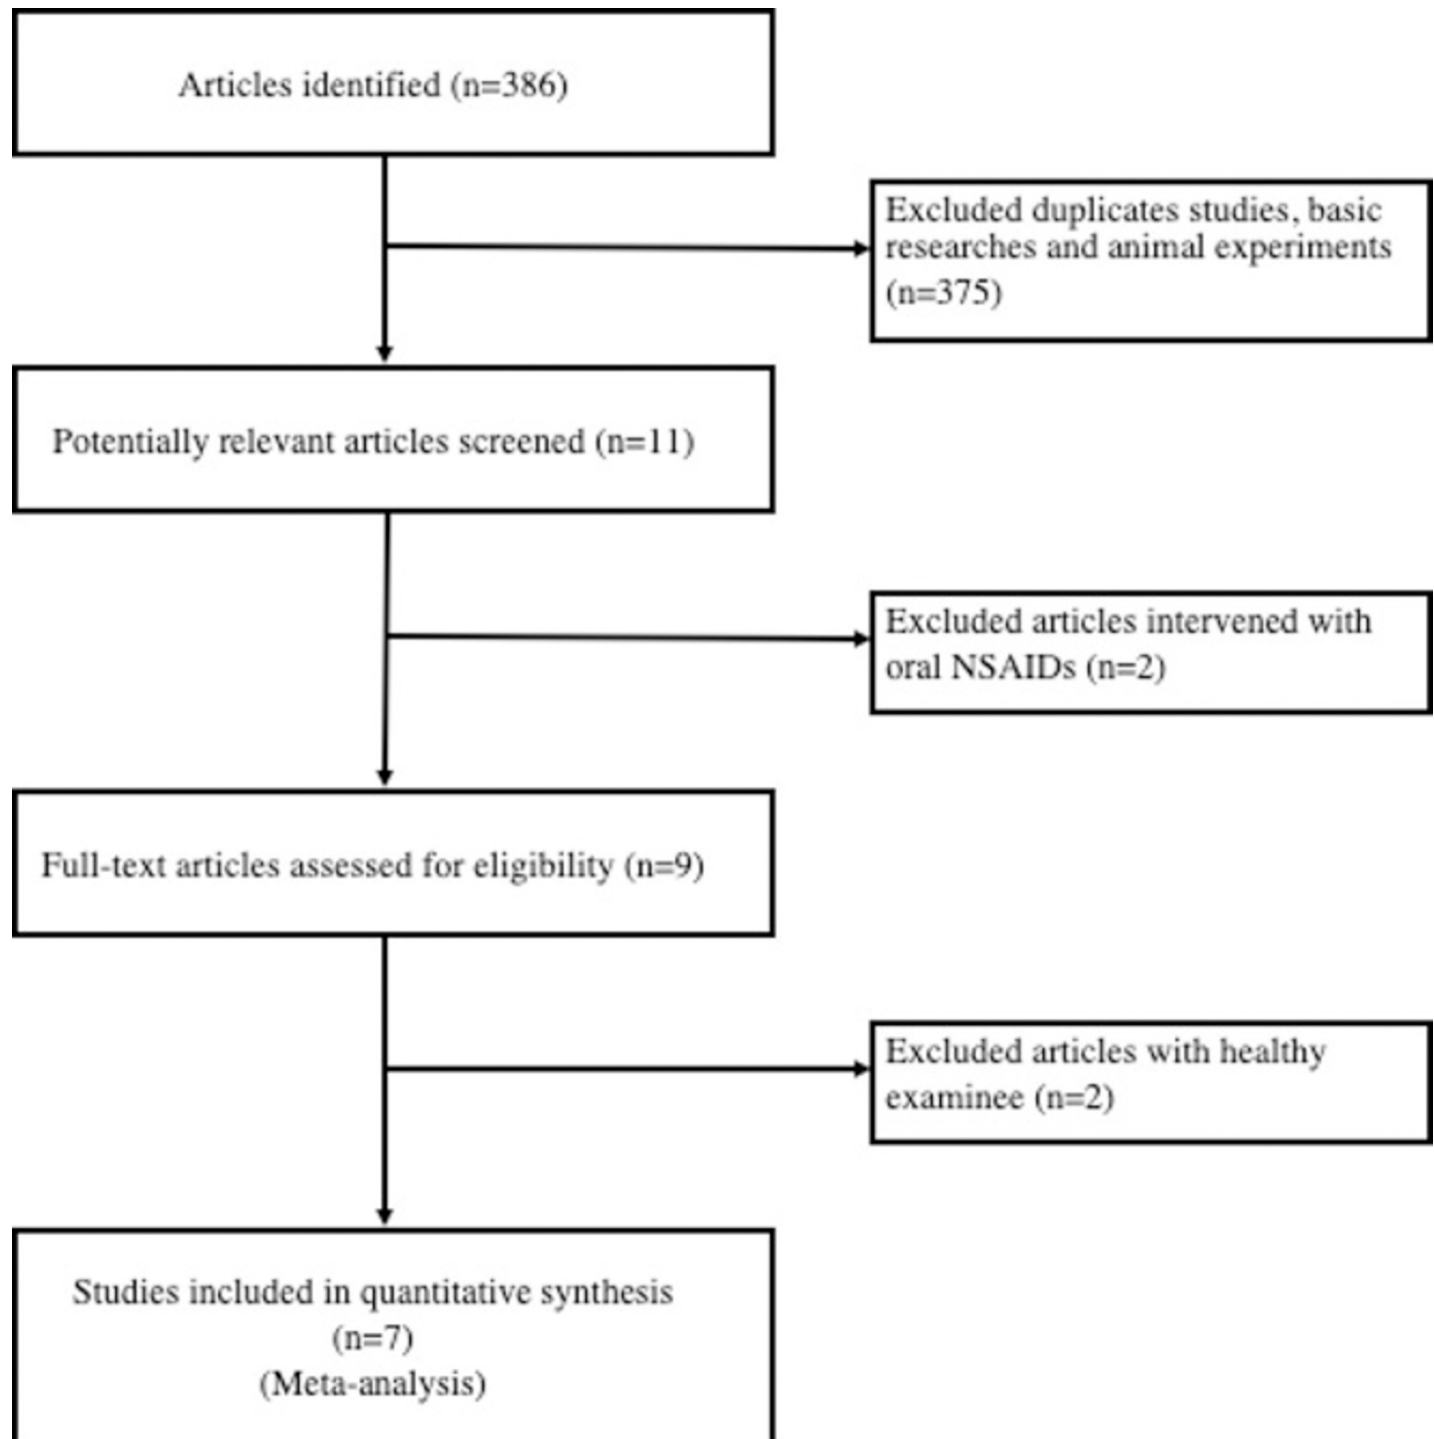 Articles identified (n=386)
Excluded duplicates studies, basic
researches and animal experiments
(n=375)
Potentially relevant articles screened (n=11)
Excluded articles intervened with
oral NSAIDs (n=2)
Full-text articles assessed for eligibility (n=9)
Excluded articles with healthy
examinee (n=2)
Studies included in quantitative synthesis
(n=7)
(Meta-analysis)